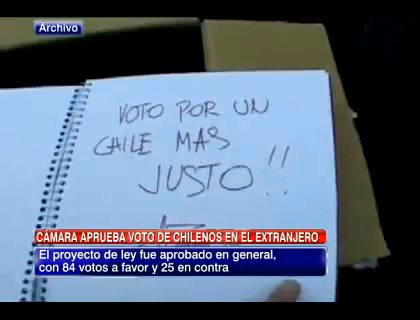 Archivo
VOTO POR UN
CHILE MAS
JUSTO!!
CÁMARA APRUEBA VOTO DE CHILENOS EN EL EXTRANJERO
El proyecto de ley fue aprobado en general,
con 84 votos a favor y 25 en contra